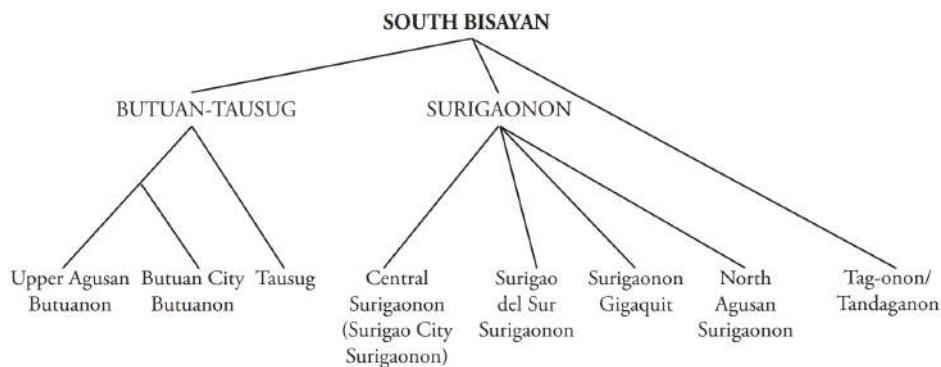 SOUTH BISAYAN
BUTUAN-TAUSUG
SURIGAONON
Upper Agusan
Butuanon
Butuan City
Butuanon
Tausug
Central
Surigaonon
(Surigao City
Surigaonon)
Surigao
del Sur
Surigaonon
Surigaonon
Gigaquit
North
Agusan
Surigaonon
Tag-onon/
Tandaganon